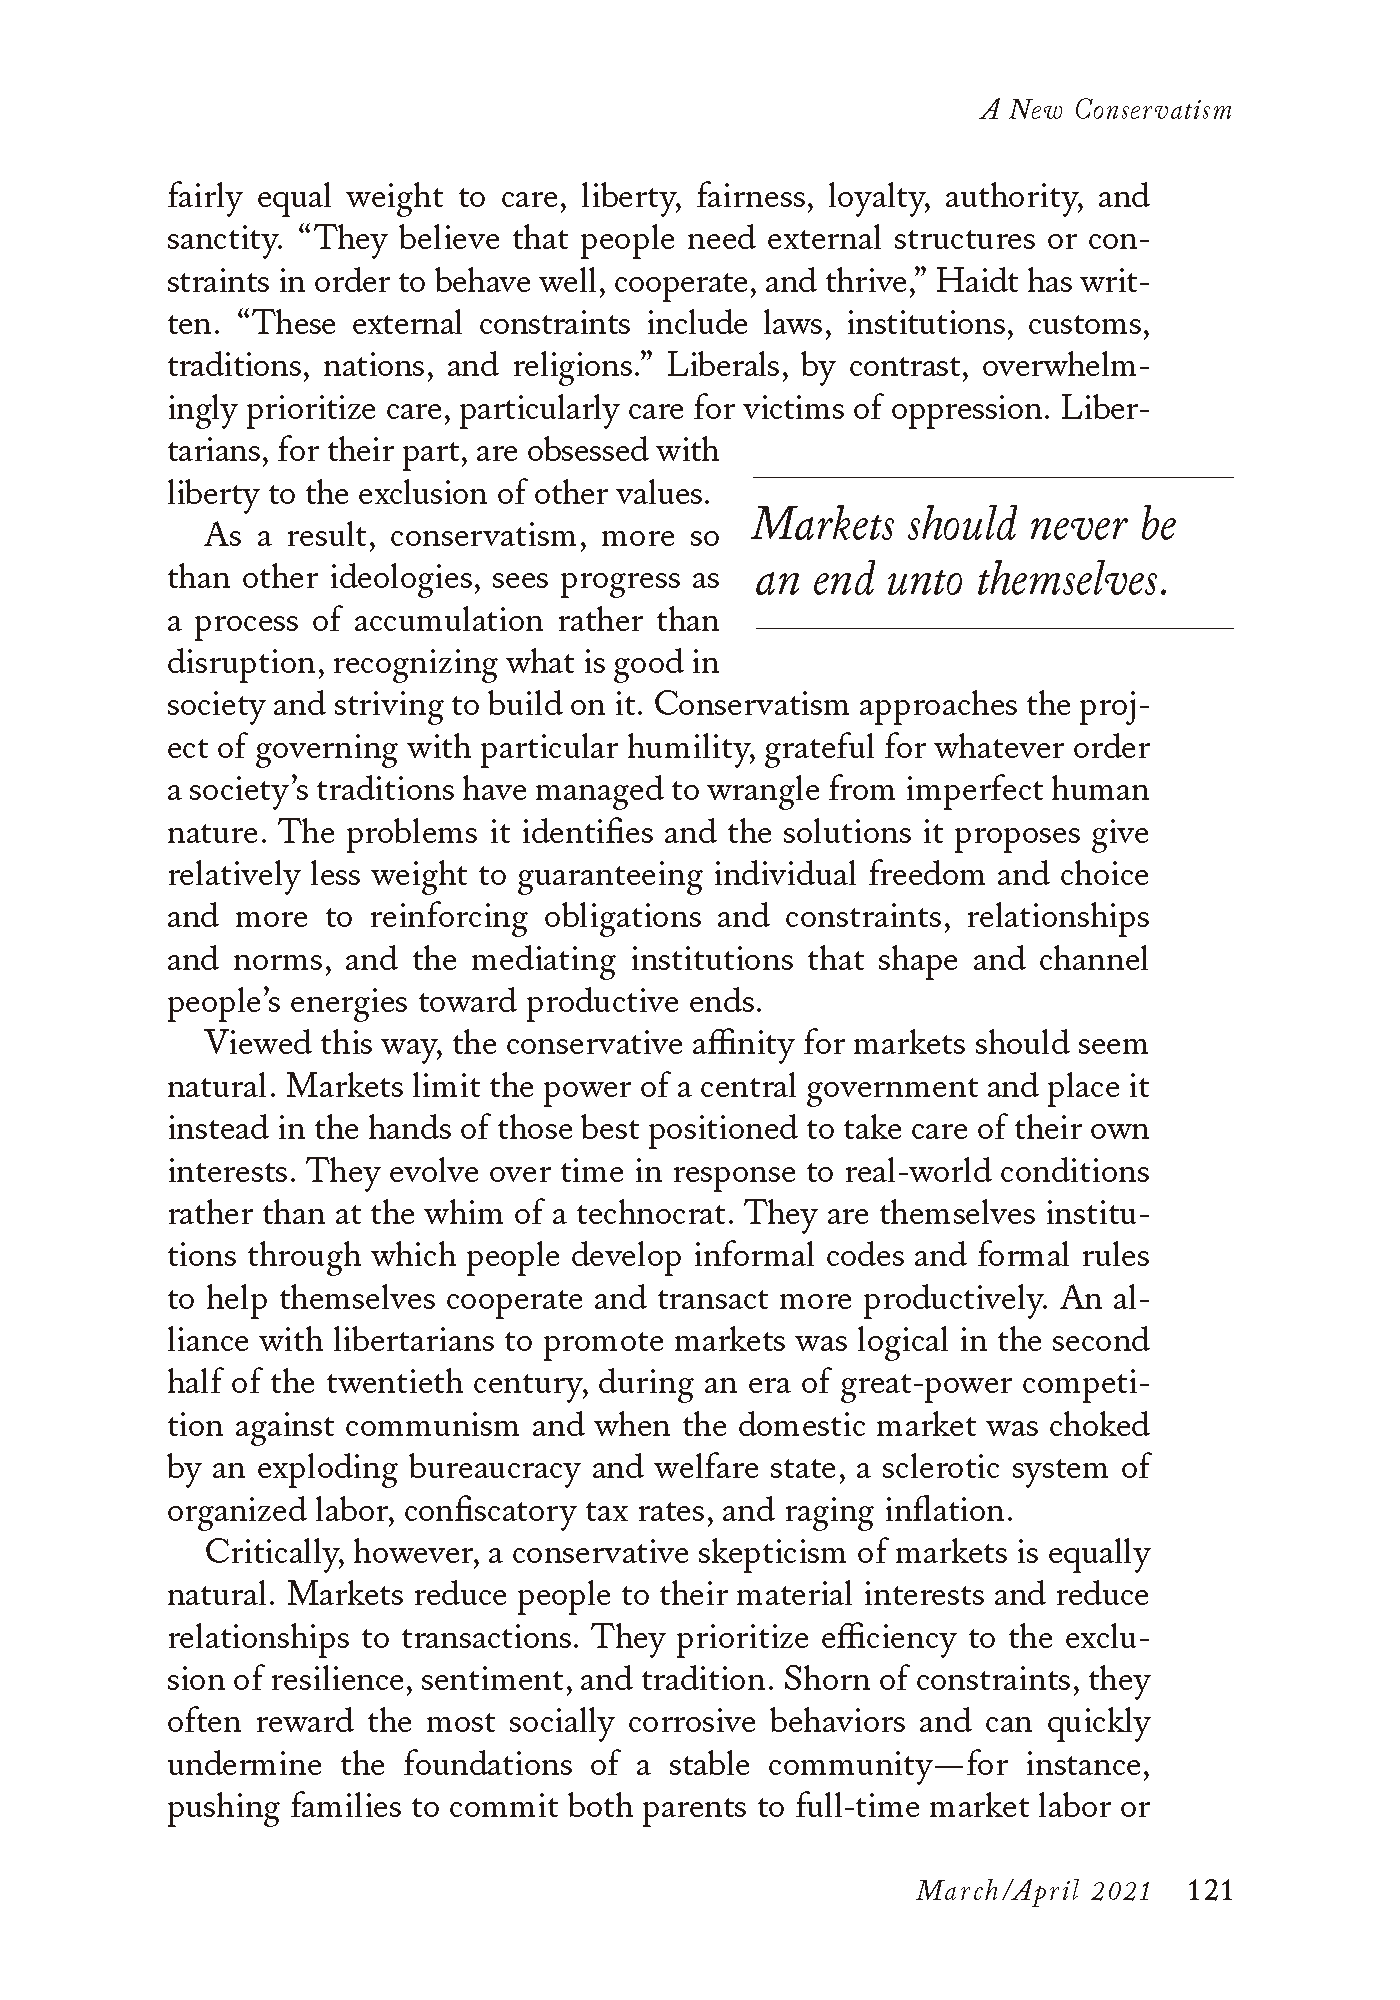 A New Conservatism
fairly equal weight to care, liberty, fairness, loyalty, authority, and
sanctity. “They believe that people need external structures or con-
straints in order to behave well, cooperate, and thrive,” Haidt has writ-
ten. “These external constraints include laws, institutions, customs,
traditions, nations, and religions.” Liberals, by contrast, overwhelm-
ingly prioritize care, particularly care for victims of oppression. Liber-
tarians, for their part, are obsessed with
liberty to the exclusion of other values.
As a result, conservatism, more so
than other ideologies, sees progress as
a process of accumulation rather than
disruption, recognizing what is good in
Markets should never be
an end unto themselves.
society and striving to build on it. Conservatism approaches the proj-
ect of governing with particular humility, grateful for whatever order
a society’s traditions have managed to wrangle from imperfect human
nature. The problems it identifies and the solutions it proposes give
relatively less weight to guaranteeing individual freedom and choice
and more to reinforcing obligations and constraints, relationships
and norms, and the mediating institutions that shape and channel
people’s energies toward productive ends.
Viewed this way, the conservative affinity for markets should seem
natural. Markets limit the power of a central government and place it
instead in the hands of those best positioned to take care of their own
interests. They evolve over time in response to real-world conditions
rather than at the whim of a technocrat. They are themselves institu-
tions through which people develop informal codes and formal rules
to help themselves cooperate and transact more productively. An al-
liance with libertarians to promote markets was logical in the second
half of the twentieth century, during an era of great-power competi-
tion against communism and when the domestic market was choked
by an exploding bureaucracy and welfare state, a sclerotic system of
organized labor, confiscatory tax rates, and raging inflation.
Critically, however, a conservative skepticism of markets is equally
natural. Markets reduce people to their material interests and reduce
relationships to transactions. They prioritize efficiency to the exclu-
sion of resilience, sentiment, and tradition. Shorn of constraints, they
often reward the most socially corrosive behaviors and can quickly
undermine the foundations of a stable community—for instance,
pushing families to commit both parents to full-time market labor or
March/April 2021 121